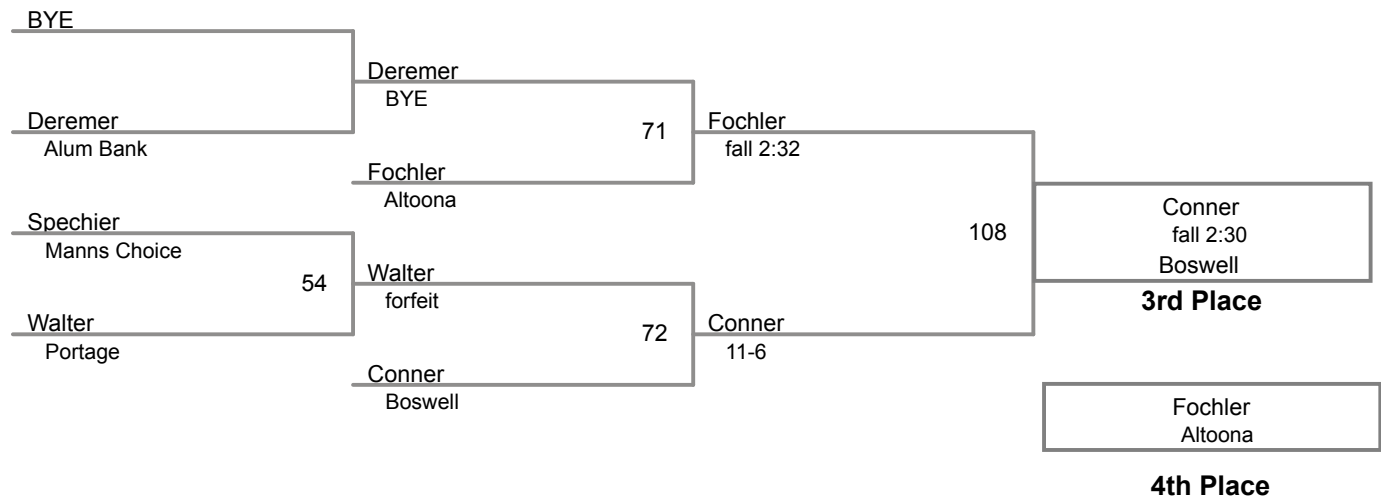 BYE
Deremer
BYE
Deremer
Alum Bank
71
Fochler
fall 2:32
Fochler
Altoona
Spechier
Manns Choice
108
Conner
fall 2:30
Boswell
3rd Place
54
Walter
forfeit
Walter
Portage
72
Conner
11-6
Conner
Boswell
Fochler
Altoona
4th Place